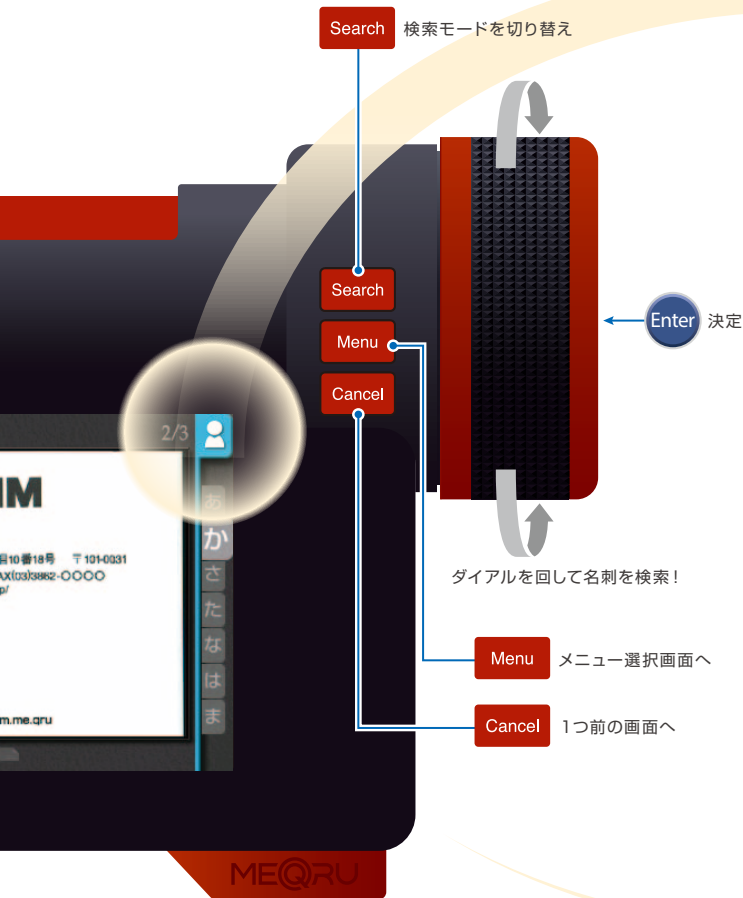 Search 検索モードを切り替え
Search
Menu
Cancel
Enter 決定
2/3
IM
目10番18号 〒101-0031
AX(03)3862-○○○○
p/
m.me.qru
あ
か
さ
た
な
は
ま
ダイアルを回して名刺を検索！
Menu メニュー選択画面へ
Cancel 1つ前の画面へ
MEQRU